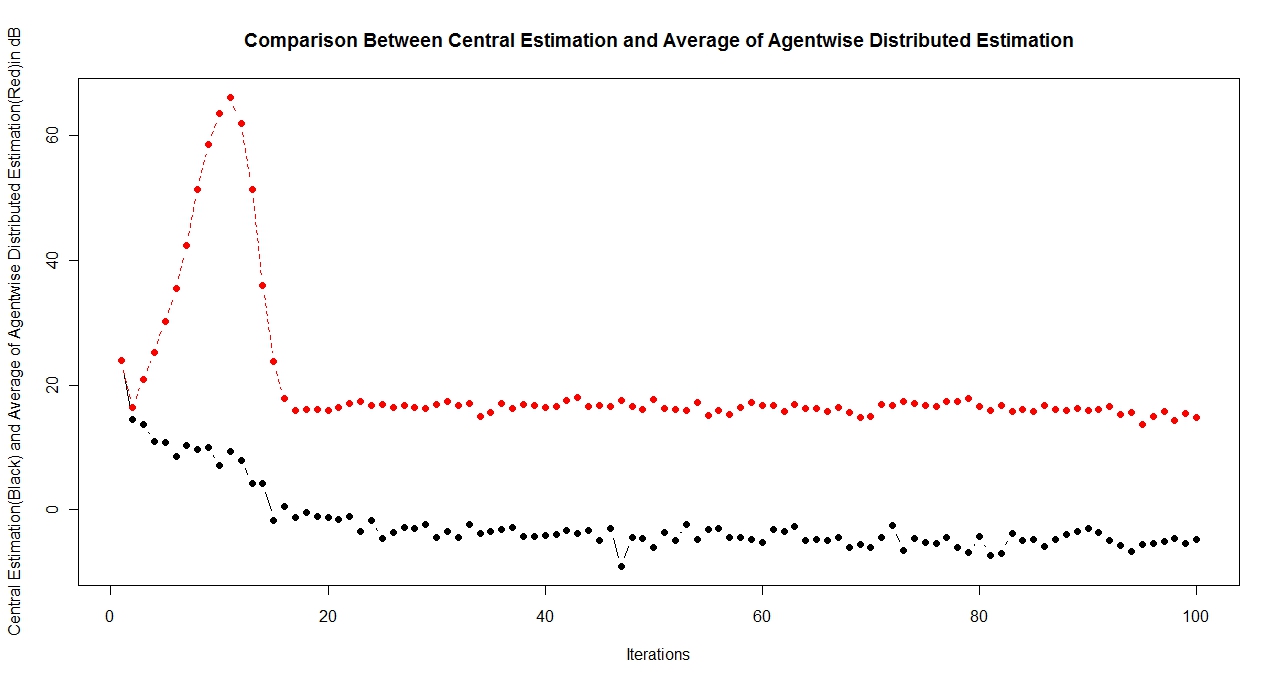 Comparison Between Central Estimation and Average of Agentwise Distributed Estimation
Central Estimation(Black) and Average of Agentwise Distributed Estimation(Red)in dB
60
40
20
0
0 20 40 60 80 100
Iterations